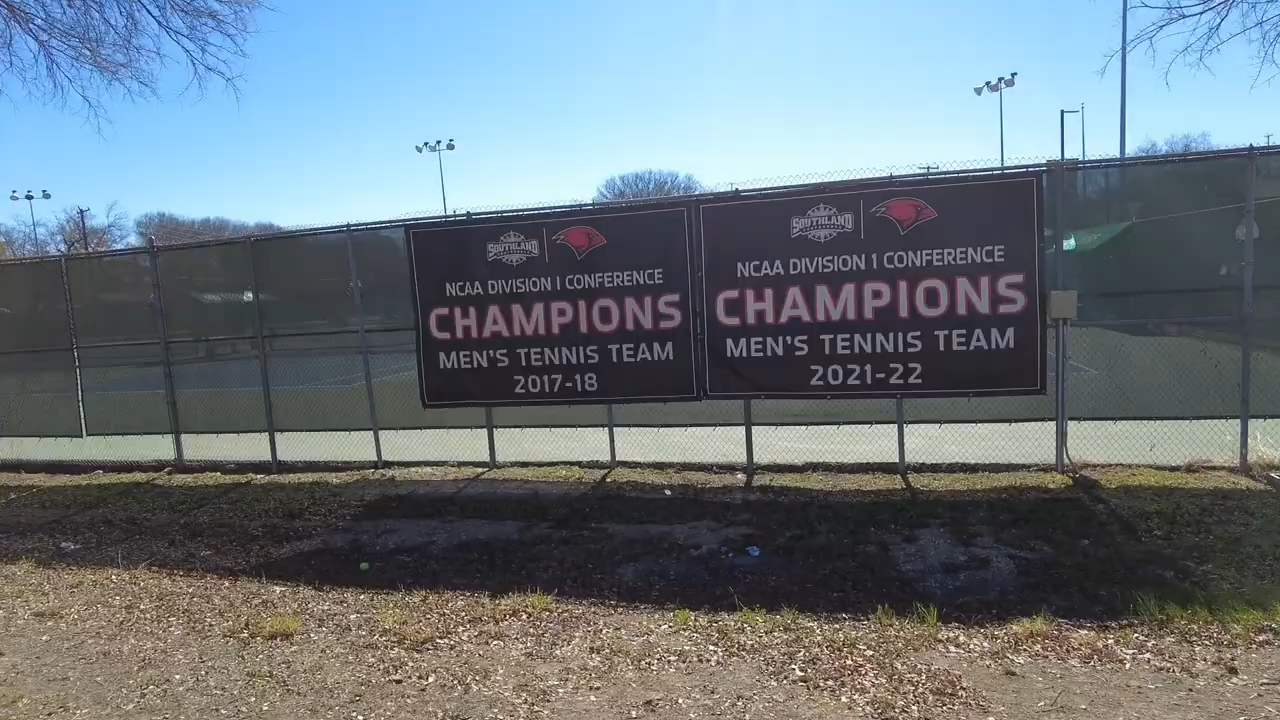 SOUTHLAND
NCAA DIVISION I CONFERENCE
CHAMPIONS
MEN'S TENNIS TEAM
2017-18
SOUTHLAND
NCAA DIVISION 1 CONFERENCE
CHAMPIONS
MEN'S TENNIS TEAM
2021-22